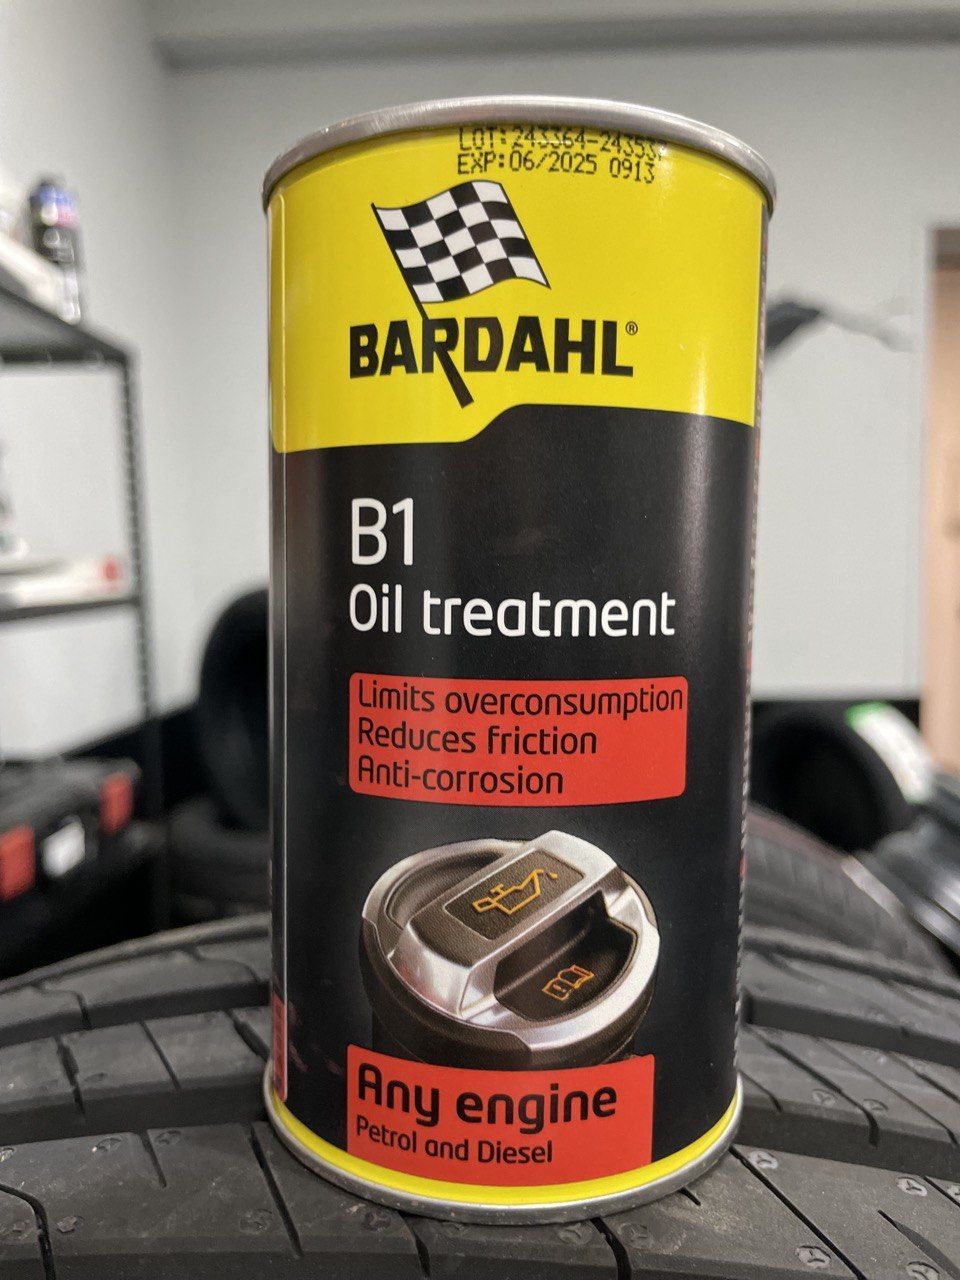 EXP:06/2025 0913
BARDAHL®
B1
Oil treatment
Limits overconsumption
Reduces friction
Anti-corrosion
Any engine
Petrol and Diesel